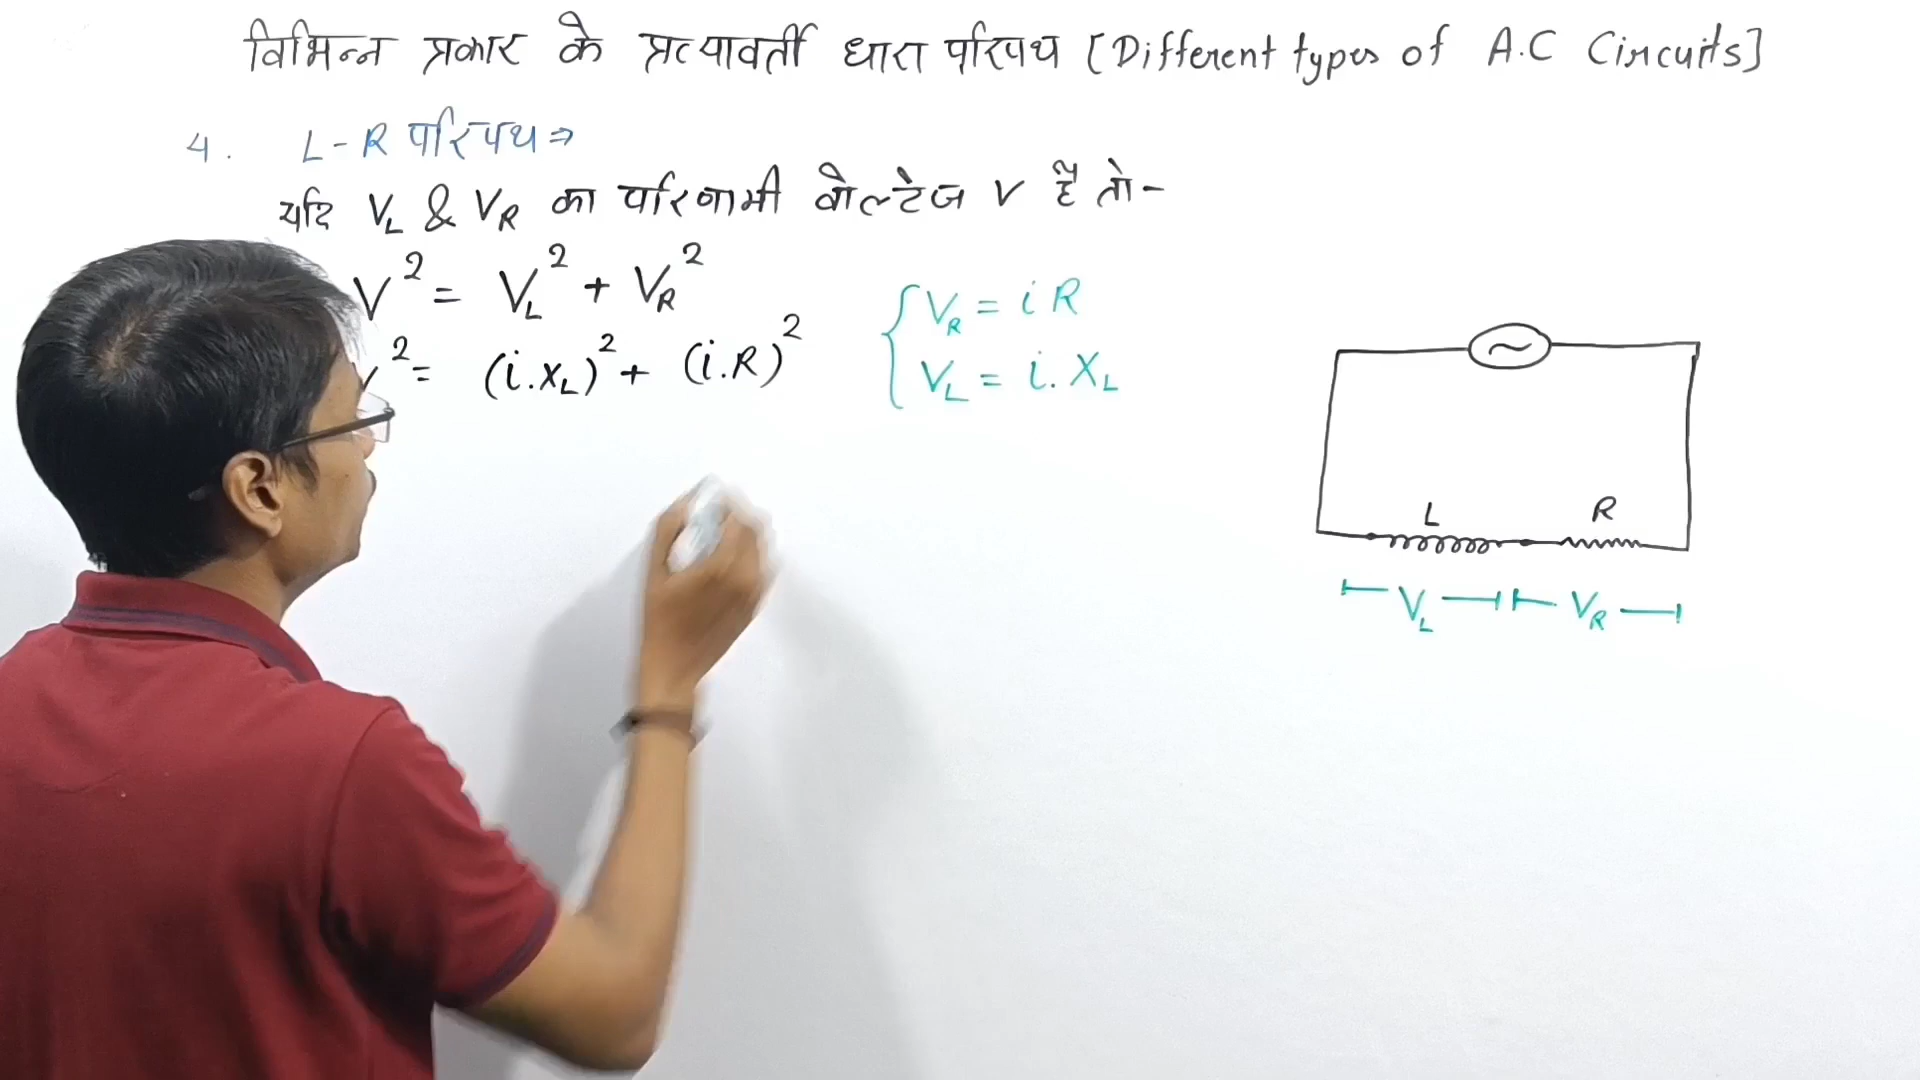 विभिन्न प्रकार के प्रत्यावर्ती धारा परिपथ [Different types of A.C Circuits]
4. L-R परिपथ⇒
यदि V_L & V_R का परिणामी वोल्टेज V है तो-
V² = V_L² + V_R²
V² = (i.X_L)² + (i.R)²
{ V_R = i R
V_L = i. X_L
L R
V_L V_R